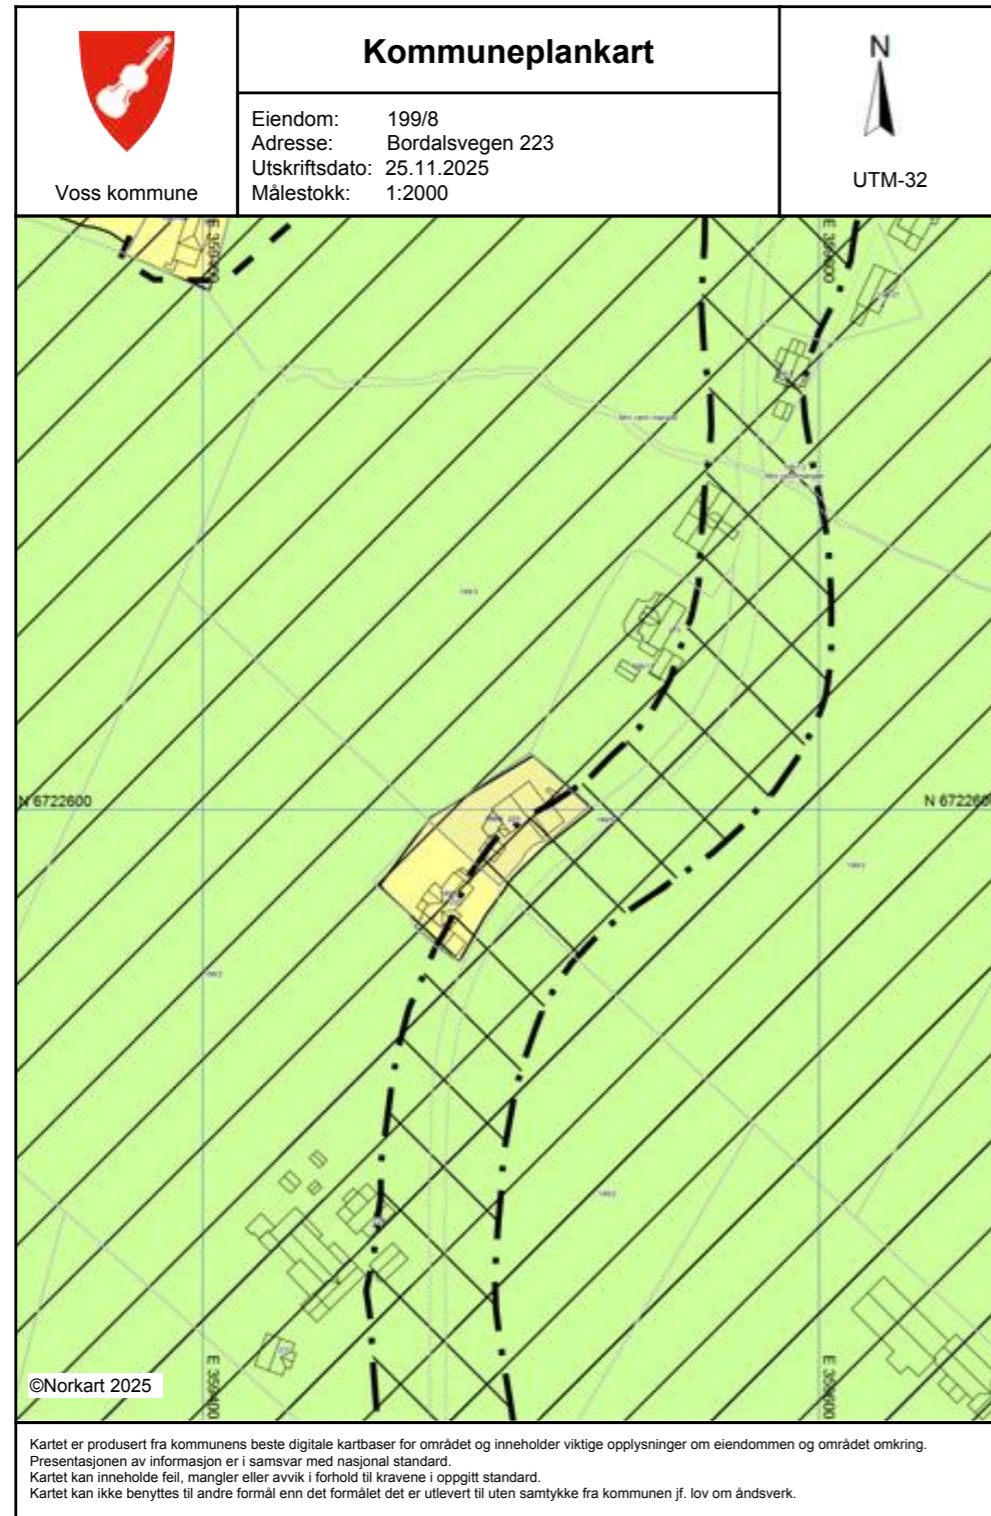 Kommuneplankart
Eiendom: 199/8
Adresse: Bordalsvegen 223
Utskriftsdato: 25.11.2025
Målestokk: 1:2000
Voss kommune
N
UTM-32
N 6722600
N 6722600
©Norkart 2025
Kartet er produsert fra kommunens beste digitale kartbaser for området og inneholder viktige opplysninger om eiendommen og området omkring.
Presentasjonen av informasjon er i samsvar med nasjonal standard.
Kartet kan inneholde feil, mangler eller avvik i forhold til kravene i oppgitt standard.
Kartet kan ikke benyttes til andre formål enn det formålet det er utlevert til uten samtykke fra kommunen jf. lov om åndsverk.